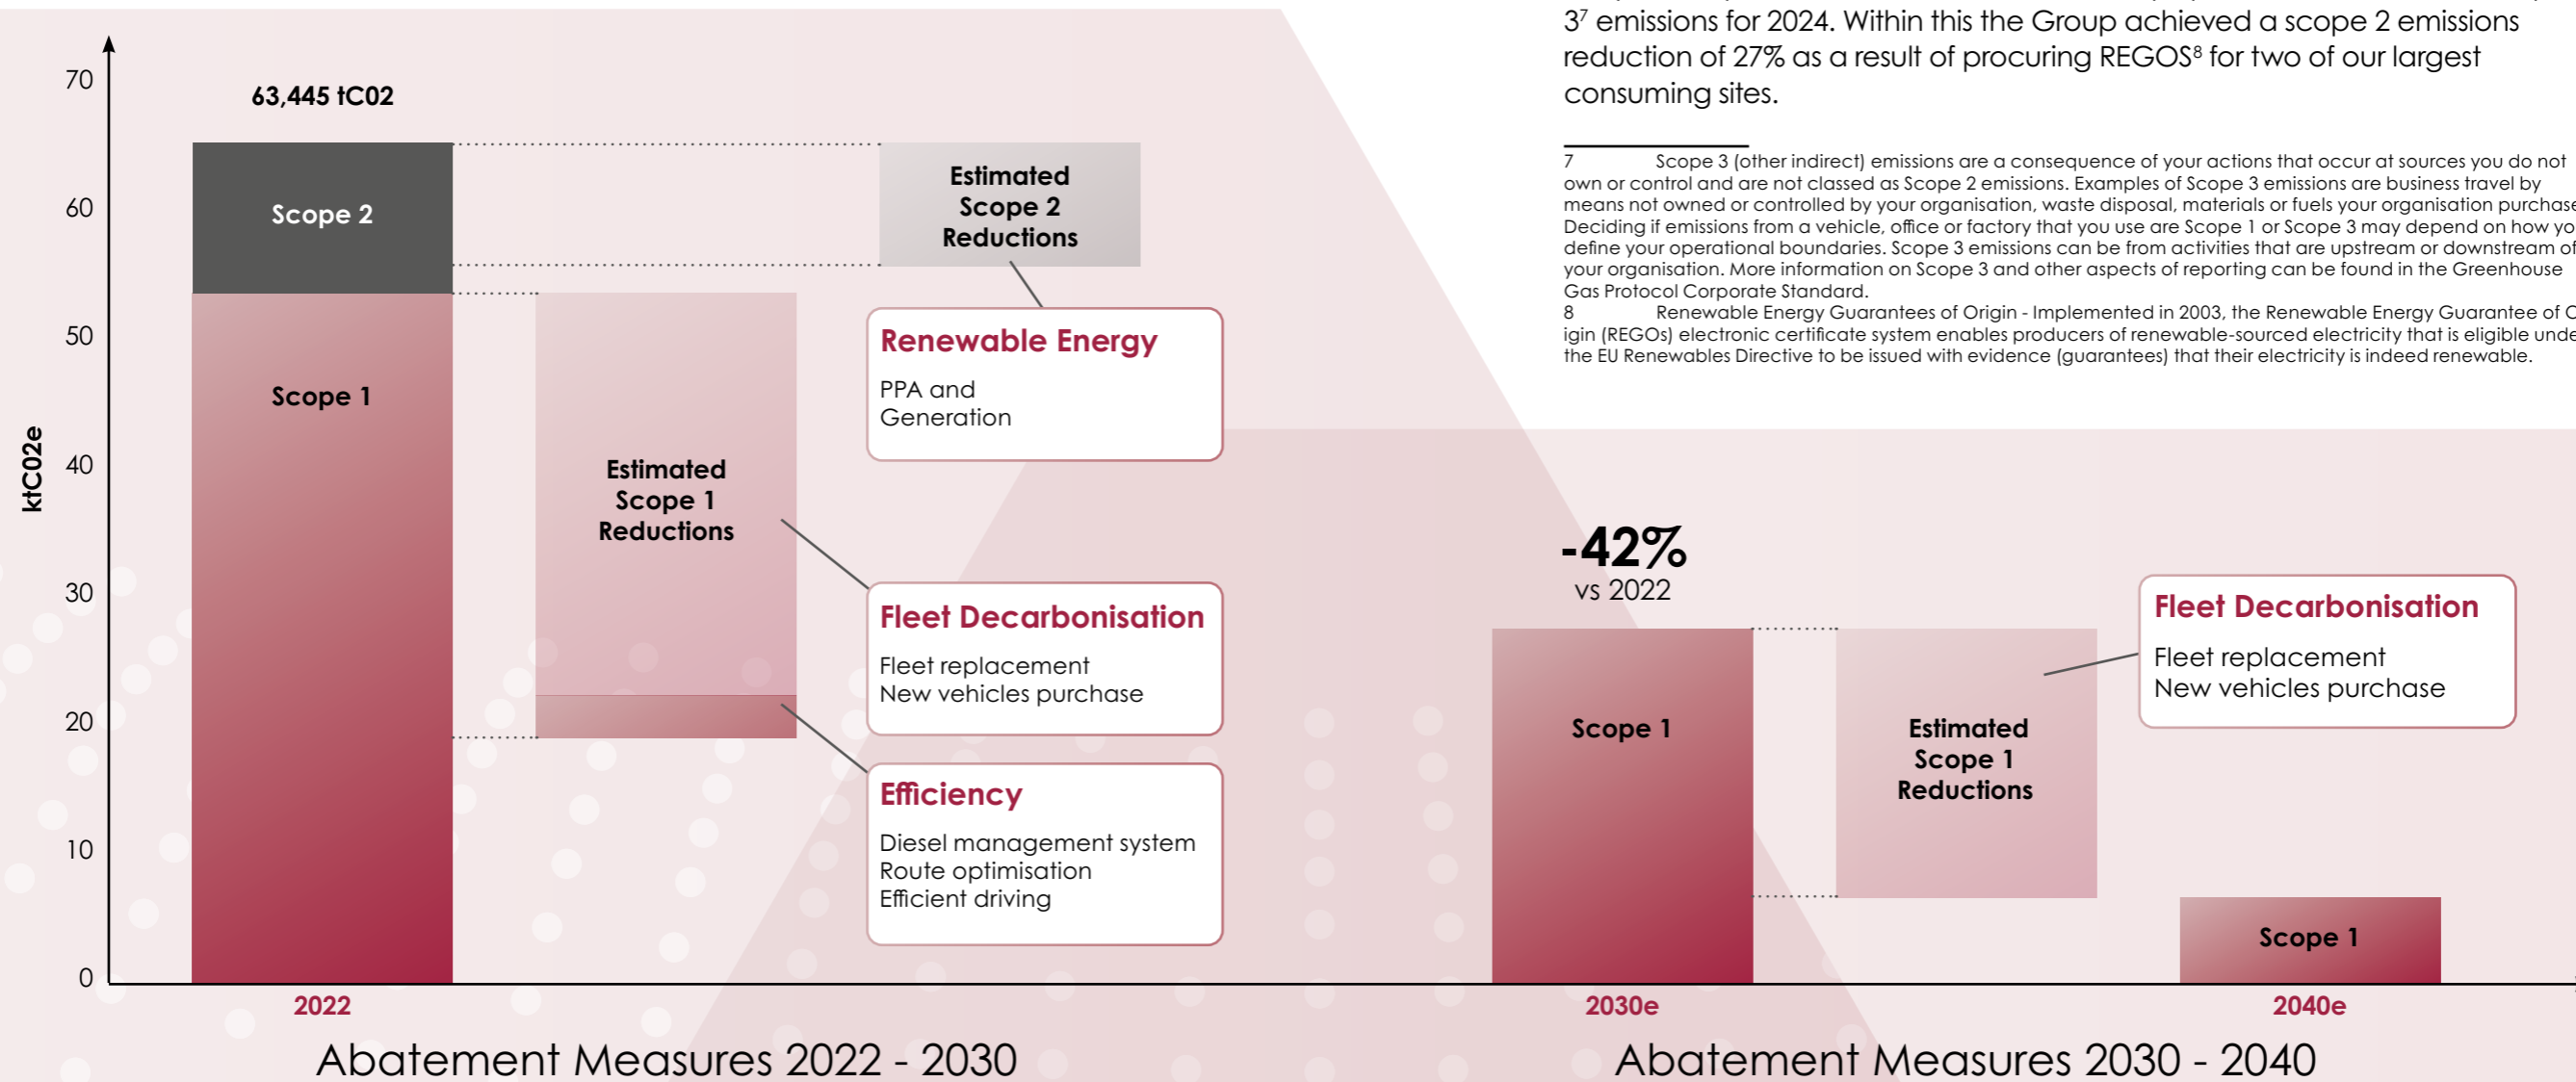 3⁷ emissions for 2024. Within this the Group achieved a scope 2 emissions
reduction of 27% as a result of procuring REGOS⁸ for two of our largest
consuming sites.
7 Scope 3 (other indirect) emissions are a consequence of your actions that occur at sources you do not
own or control and are not classed as Scope 2 emissions. Examples of Scope 3 emissions are business travel by
means not owned or controlled by your organisation, waste disposal, materials or fuels your organisation purchase
Deciding if emissions from a vehicle, office or factory that you use are Scope 1 or Scope 3 may depend on how yo
define your operational boundaries. Scope 3 emissions can be from activities that are upstream or downstream of
your organisation. More information on Scope 3 and other aspects of reporting can be found in the Greenhouse
Gas Protocol Corporate Standard.
8 Renewable Energy Guarantees of Origin - Implemented in 2003, the Renewable Energy Guarantee of O
igin (REGOs) electronic certificate system enables producers of renewable-sourced electricity that is eligible unde
the EU Renewables Directive to be issued with evidence (guarantees) that their electricity is indeed renewable.
ktC02e
70
60
50
40
30
20
10
0
63,445 tC02
Scope 2
Scope 1
Estimated
Scope 2
Reductions
Renewable Energy
PPA and
Generation
Estimated
Scope 1
Reductions
Fleet Decarbonisation
Fleet replacement
New vehicles purchase
Efficiency
Diesel management system
Route optimisation
Efficient driving
-42%
vs 2022
Scope 1
Estimated
Scope 1
Reductions
Fleet Decarbonisation
Fleet replacement
New vehicles purchase
Scope 1
2022
2030e
2040e
Abatement Measures 2022 - 2030
Abatement Measures 2030 - 2040